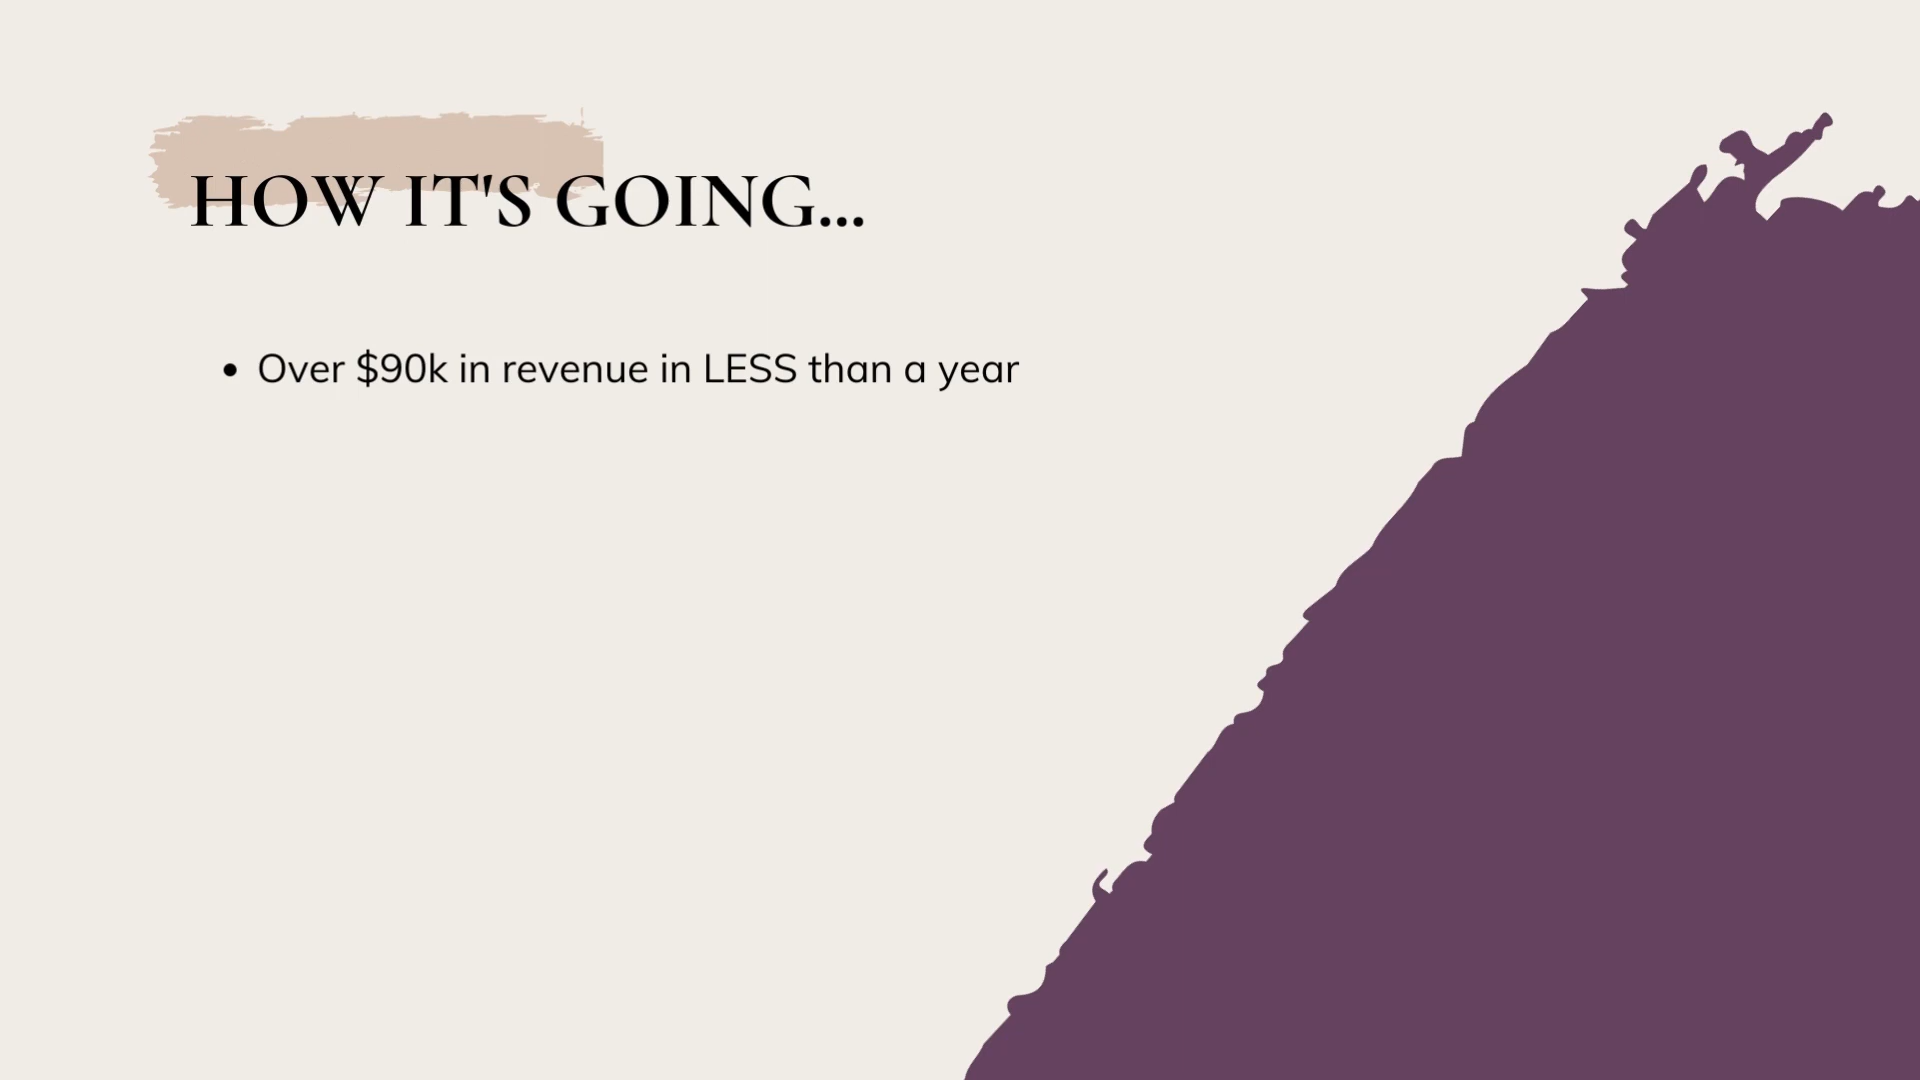 HOW IT'S GOING...
• Over $90k in revenue in LESS than a year